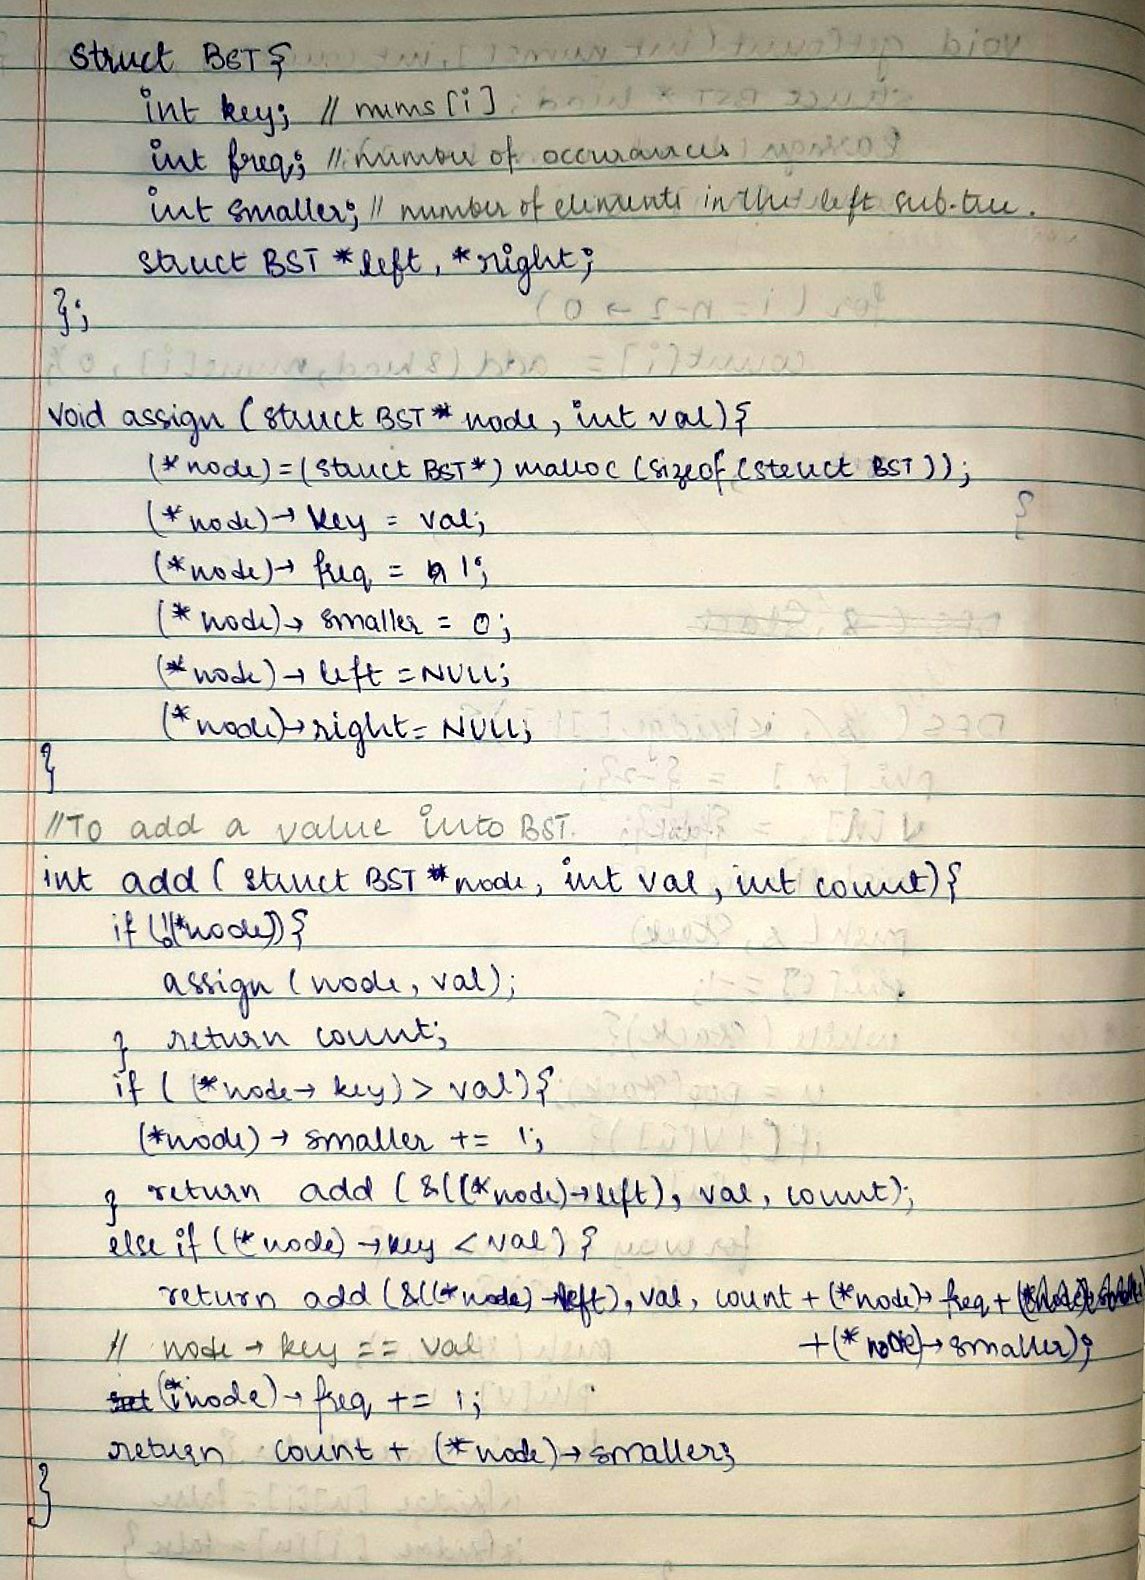 struct BST {
int key; // nums[i]
int freq; // number of occurances
int smaller; // number of elements in the left sub-tree.
struct BST *left, *right;
};
void assign (struct BST** node, int val){
(*node) = (struct BST*) malloc (sizeof (struct BST));
(*node)→ key = val;
(*node)→ freq = 1;
(*node)→ smaller = 0;
(*node)→ left = NULL;
(*node)→ right = NULL;
}
// To add a value into BST.
int add (struct BST ** node, int val, int count){
if (!(*node)) {
assign (node, val);
} return count;
if ( (*node→ key) > val) {
(*node) → smaller += 1;
} return add (&((*node)→left), val, count);
else if ((*node) →key < val) {
return add (&((*node) →left), val, count + (*node)→ freq +
+ (*node)→ smaller);
// node → key == val
(*node)→ freq += 1;
return count + (*node)→ smaller;
}